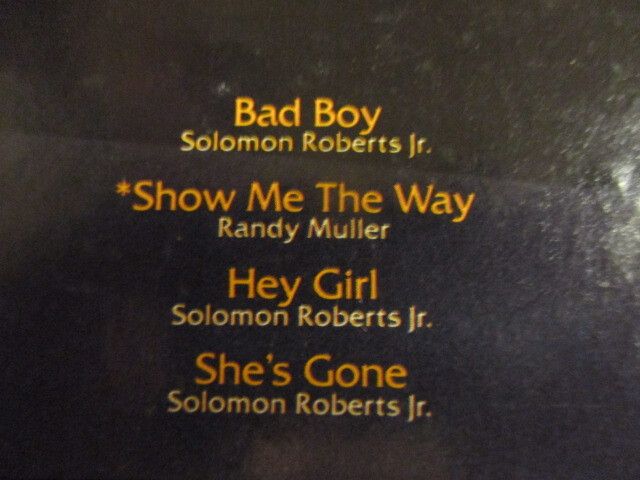 Bad Boy
Solomon Roberts Jr.
*Show Me The Way
Randy Muller
Hey Girl
Solomon Roberts Jr.
She's Gone
Solomon Roberts Jr.